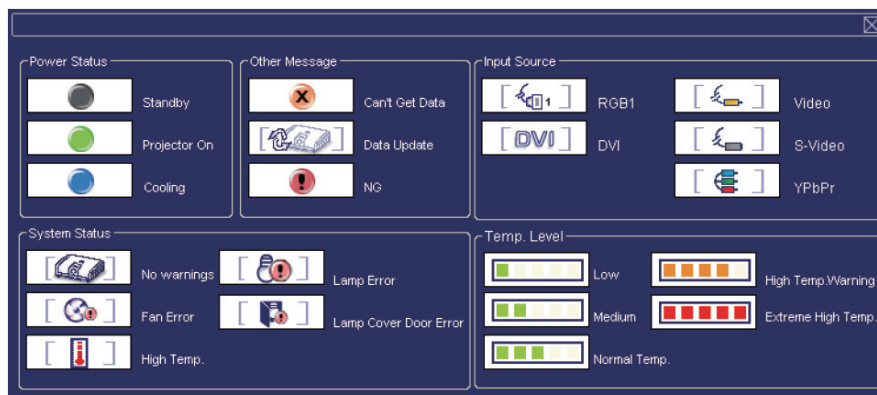 Power Status
Standby
Projector On
Cooling
Other Message
Can't Get Data
Data Update
NG
Input Source
1
RGB1
Video
DVI
DVI
S-Video
YPbPr
System Status
No warnings
Lamp Error
Fan Error
Lamp Cover Door Error
High Temp.
Temp. Level
Low
High Temp.Warning
Medium
Extreme High Temp.
Normal Temp.